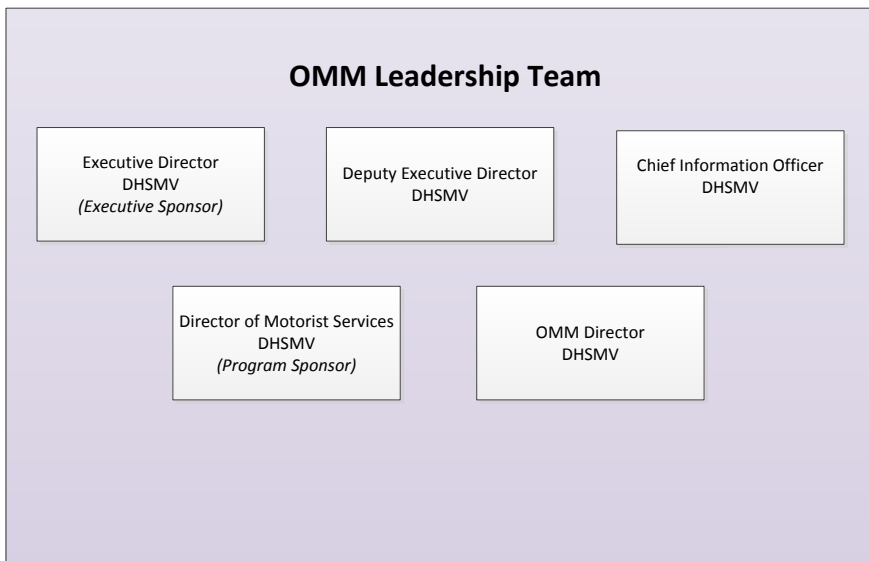 OMM Leadership Team
Executive Director
DHSMV
(Executive Sponsor)
Deputy Executive Director
DHSMV
Chief Information Officer
DHSMV
Director of Motorist Services
DHSMV
(Program Sponsor)
OMM Director
DHSMV